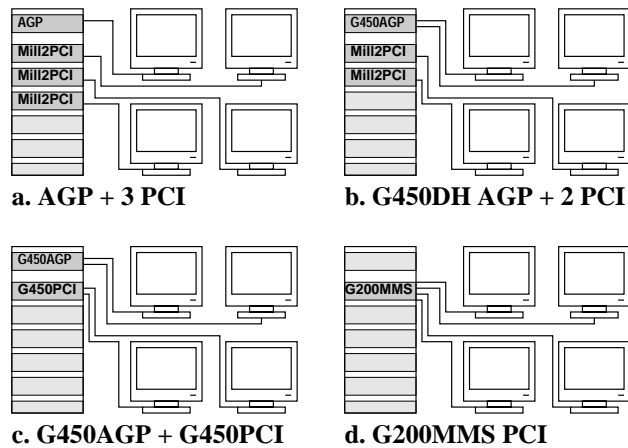 AGP
Mill2PCI
Mill2PCI
Mill2PCI
a. AGP + 3 PCI
G450AGP
Mill2PCI
Mill2PCI
b. G450DH AGP + 2 PCI
G450AGP
G450PCI
c. G450AGP + G450PCI
G200MMS
d. G200MMS PCI